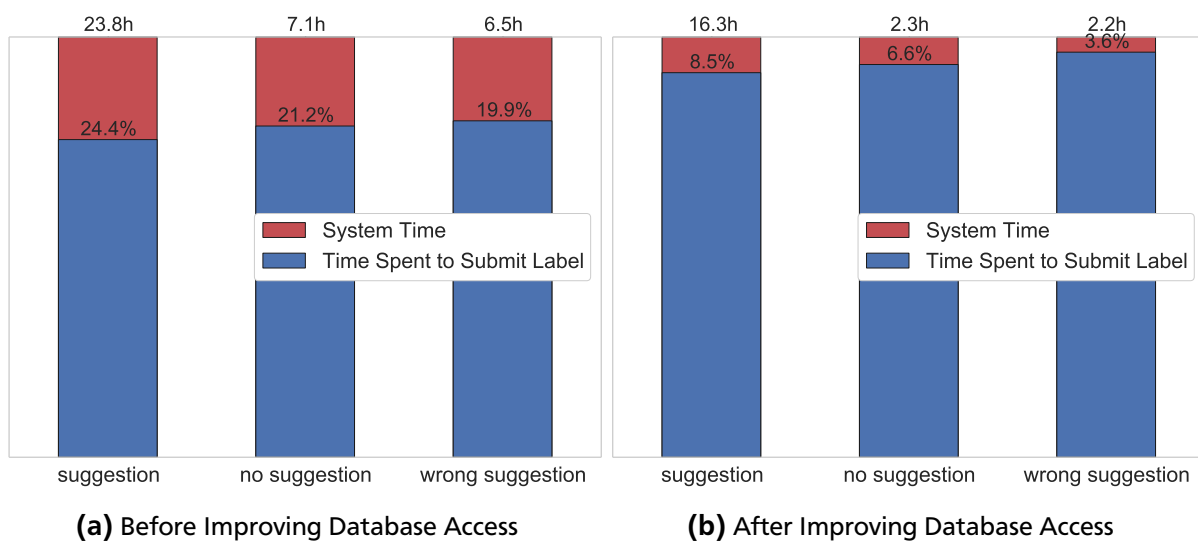 23.8h 7.1h 6.5h
24.4% 21.2% 19.9%
System Time
Time Spent to Submit Label
suggestion no suggestion wrong suggestion
(a) Before Improving Database Access
16.3h 2.3h 2.2h
8.5% 6.6% 3.6%
System Time
Time Spent to Submit Label
suggestion no suggestion wrong suggestion
(b) After Improving Database Access